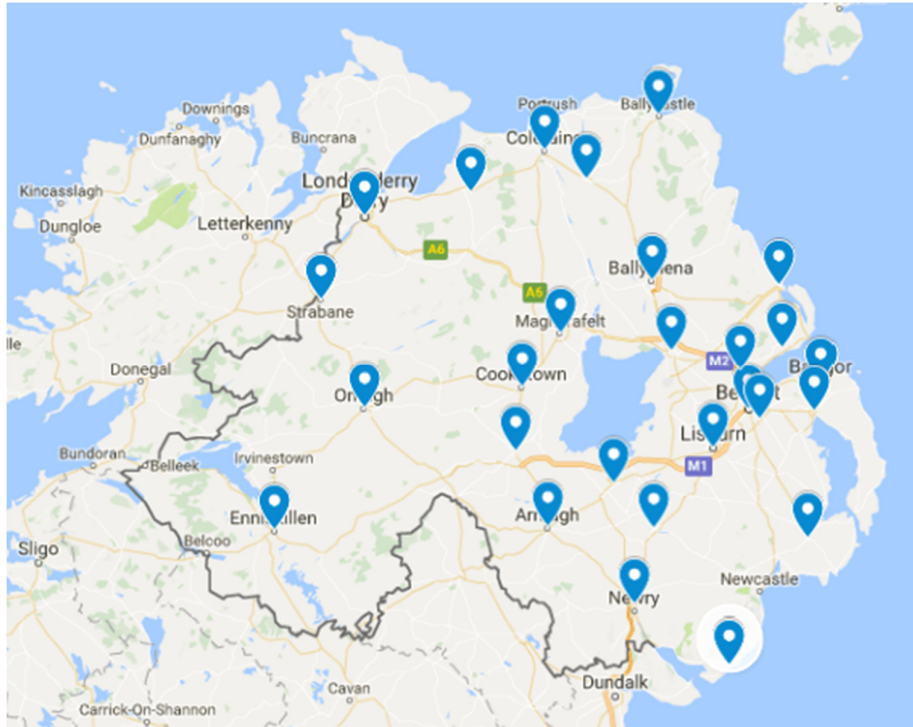 Portrush
Ballycastle
Downings
Coleraine
Dunfanaghy
Buncrana
Londonderry
Derry
Kincasslagh
Letterkenny
Dungloe
A6
Ballymena
A6
Strabane
Magherafelt
lle
M2
Donegal
Cookstown
Bangor
Omagh
Belfast
Lisburn
Bundoran
Belleek
Irvinestown
M1
Enniskillen
Armagh
Belcoo
Sligo
Newcastle
Newry
Dundalk
Cavan
Carrick-On-Shannon